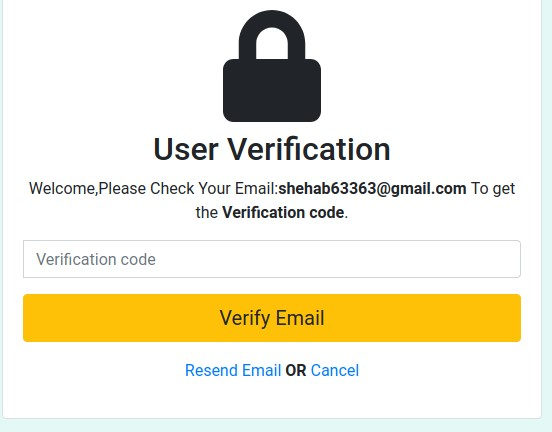 User Verification
Welcome,Please Check Your Email:shehab63363@gmail.com To get
the Verification code.
Verification code
Verify Email
Resend Email OR Cancel